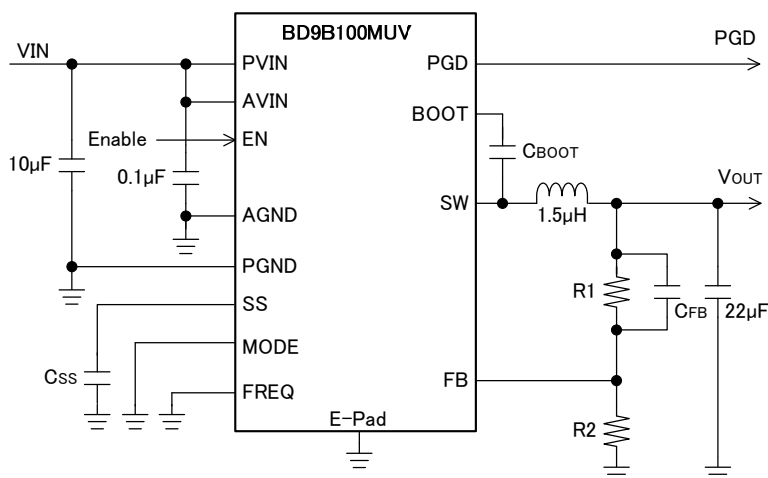 BD9B100MUV
VIN
PVIN
PGD
PGD
AVIN
BOOT
Enable
EN
CBOOT
10µF
0.1µF
VOUT
SW
1.5µH
AGND
PGND
R1
CFB
22µF
SS
MODE
CSS
FB
FREQ
E-Pad
R2